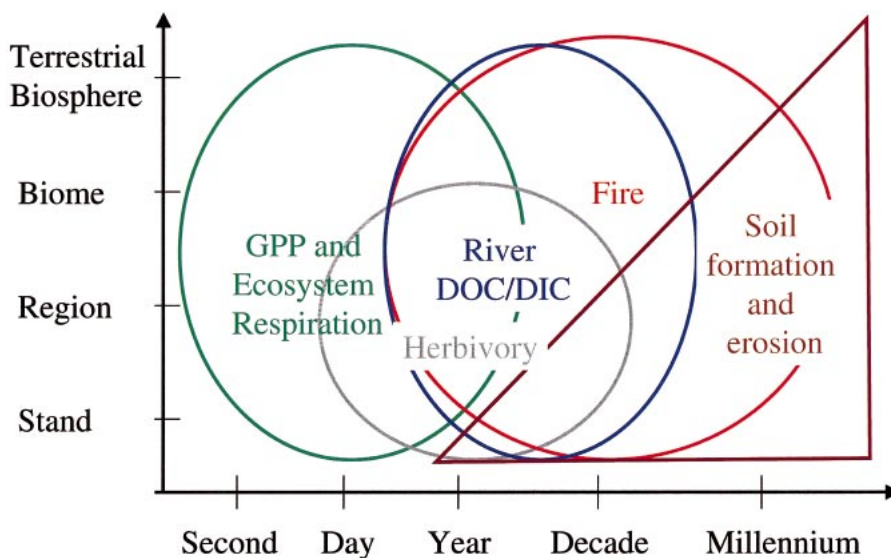 Terrestrial
Biosphere
Biome
Region
Stand
GPP and
Ecosystem
Respiration
River
DOC/DIC
Herbivory
Fire
Soil
formation
and
erosion
Second Day Year Decade Millennium